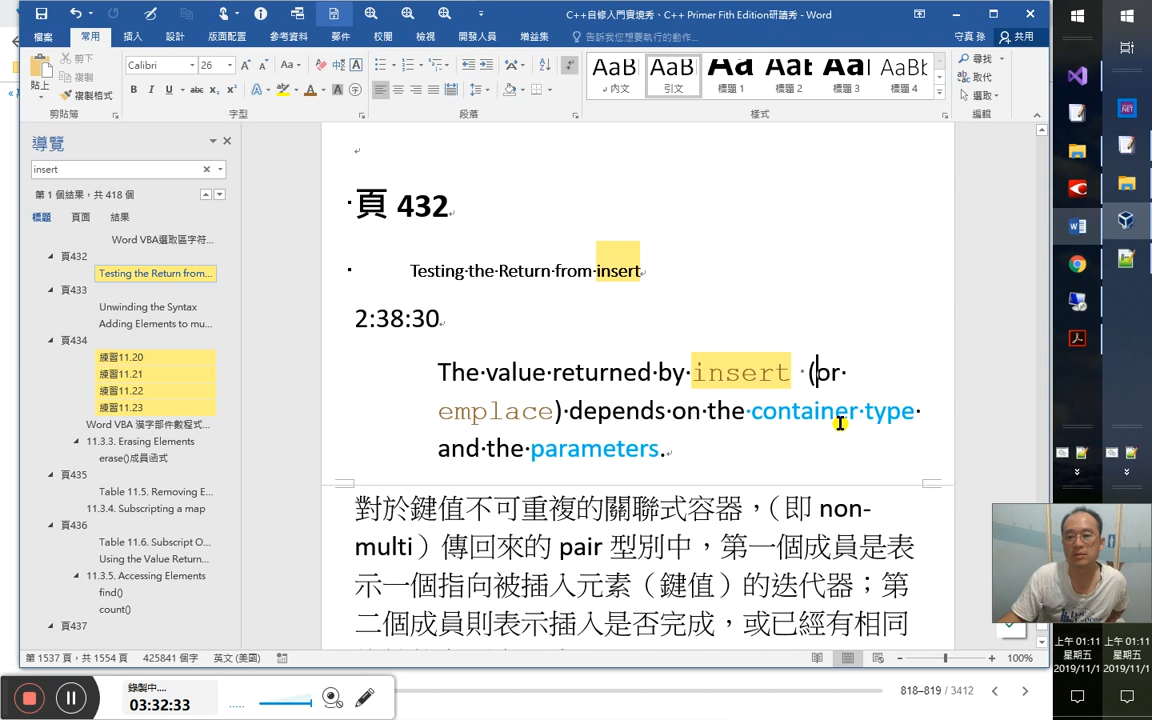 C++自修入門實境秀、C++ Primer Fith Edition研讀秀 - Word
檔案 常用 插入 設計 版面配置 參考資料 郵件 校閱 檢視 開發人員 增益集 告訴我您想要執行的動作... 守真 孫 共用
貼上 剪下 複製 複製格式 剪貼簿
Calibri 26 字型
段落
AaB AaB Aa Aat Aal AaBb
內文 引文 標題 1 標題 2 標題 3 標題 4
樣式
尋找 取代 選取 編輯
導覽
insert
第 1 個結果，共 418 個
標題 頁面 結果
Word VBA選取區字符...
頁432
Testing the Return from...
頁433
Unwinding the Syntax
Adding Elements to mu...
頁434
練習11.20
練習11.21
練習11.22
練習11.23
Word VBA 漢字部件數程式...
11.3.3. Erasing Elements
erase()成員函式
頁435
Table 11.5. Removing E...
11.3.4. Subscripting a map
頁436
Table 11.6. Subscript O...
Using the Value Return...
11.3.5. Accessing Elements
find()
count()
頁437
頁 432
Testing the Return from insert
2:38:30
The value returned by insert (or
emplace) depends on the container type
and the parameters.
對於鍵值不可重複的關聯式容器，（即 non-
multi）傳回來的 pair 型別中，第一個成員是表
示一個指向被插入元素（鍵值）的迭代器；第
二個成員則表示插入是否完成，或已經有相同
第 1537 頁，共 1554 頁 425841 個字 英文 (美國) 100%
錄製中....
03:32:33
818–819 / 3412
上午 01:11 上午 01:11
星期五 星期五
2019/11/1 2019/11/1